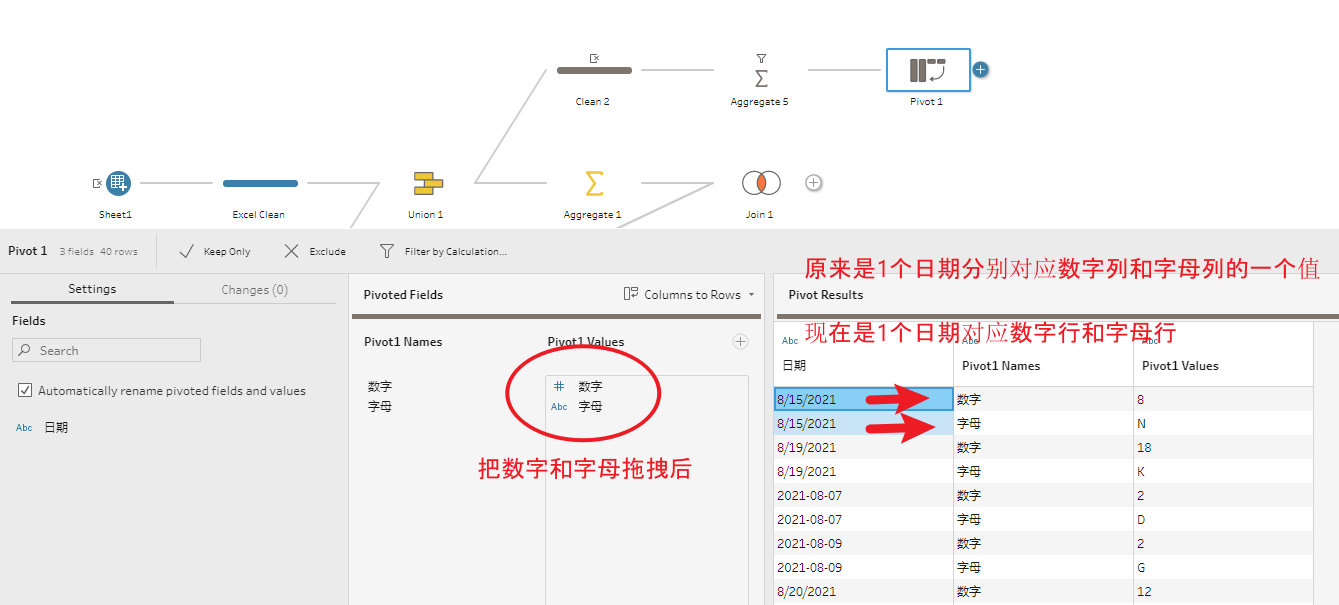 Clean 2
Aggregate 5
Pivot 1
Sheet1
Excel Clean
Union 1
Aggregate 1
Join 1
Pivot 1 3 fields 40 rows Keep Only Exclude Filter by Calculation...
原来是1个日期分别对应数字列和字母列的一个值
Settings Changes (0)
Pivoted Fields Columns to Rows
Pivot Results
Fields
现在是1个日期对应数字行和字母行
Search
Pivot1 Names Pivot1 Values
Abc Abc Abc
日期 Pivot1 Names Pivot1 Values
Automatically rename pivoted fields and values
Abc 日期
数字 # 数字
字母 Abc 字母
把数字和字母拖拽后
8/15/2021 数字 8
8/15/2021 字母 N
8/19/2021 数字 18
8/19/2021 字母 K
2021-08-07 数字 2
2021-08-07 字母 D
2021-08-09 数字 2
2021-08-09 字母 G
8/20/2021 数字 12